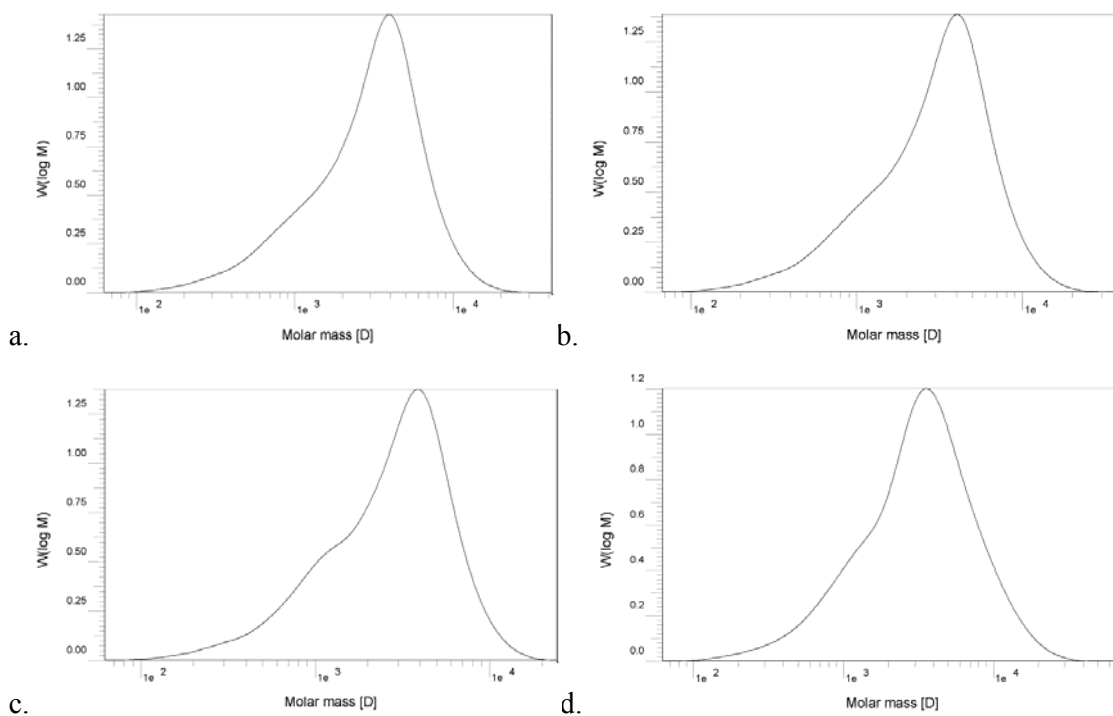 1.25
1.00
0.75
0.50
0.25
0.00
W(log M)
1e 2
1e 3
1e 4
Molar mass [D]
a.
1.25
1.00
0.75
0.50
0.25
0.00
W(log M)
1e 2
1e 3
1e 4
Molar mass [D]
b.
1.25
1.00
0.75
0.50
0.25
0.00
W(log M)
1e 2
1e 3
1e 4
Molar mass [D]
c.
1.2
1.0
0.8
0.6
0.4
0.2
0.0
W(log M)
1e 2
1e 3
1e 4
Molar mass [D]
d.